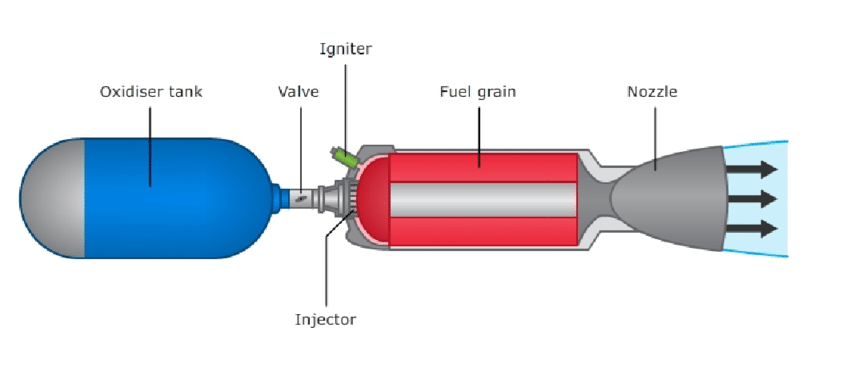 Igniter
Oxidiser tank
Valve
Fuel grain
Nozzle
Injector